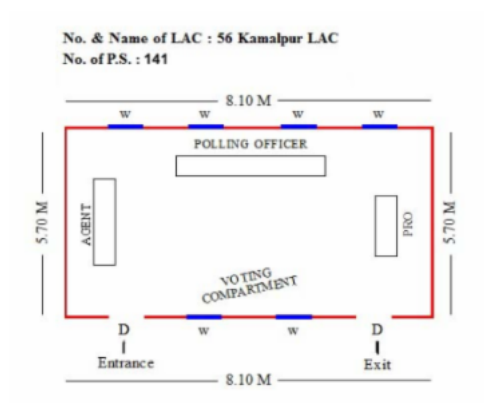 No. & Name of LAC : 56 Kamalpur LAC
No. of P.S. : 141
8.10 M
W W W W
POLLING OFFICER
5.70 M
AGENT
PRO
5.70 M
VOTING
COMPARTMENT
D W W D
Entrance Exit
8.10 M